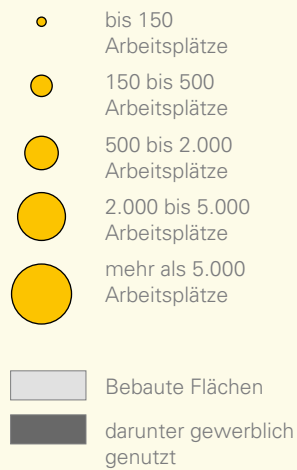 bis 150
Arbeitsplätze
150 bis 500
Arbeitsplätze
500 bis 2.000
Arbeitsplätze
2.000 bis 5.000
Arbeitsplätze
mehr als 5.000
Arbeitsplätze
Bebaute Flächen
darunter gewerblich
genutzt